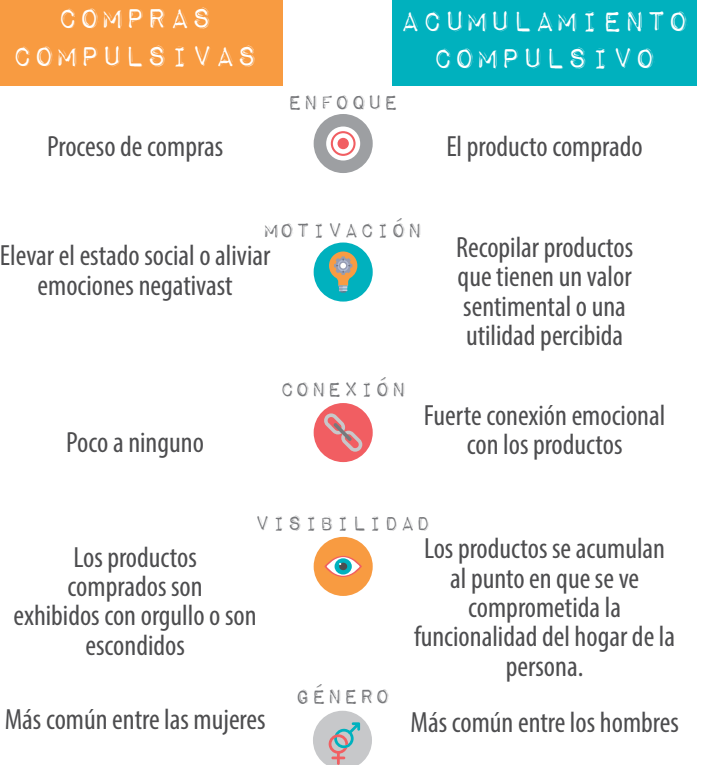 COMPRAS
COMPULSIVAS
ACUMULAMIENTO
COMPULSIVO
ENFOQUE
Proceso de compras
El producto comprado
MOTIVACIÓN
Elevar el estado social o aliviar
emociones negativast
Recopilar productos
que tienen un valor
sentimental o una
utilidad percibida
CONEXIÓN
Poco a ninguno
Fuerte conexión emocional
con los productos
VISIBILIDAD
Los productos
comprados son
exhibidos con orgullo o son
escondidos
Los productos se acumulan
al punto en que se ve
comprometida la
funcionalidad del hogar de la
persona.
GÉNERO
Más común entre las mujeres
Más común entre los hombres